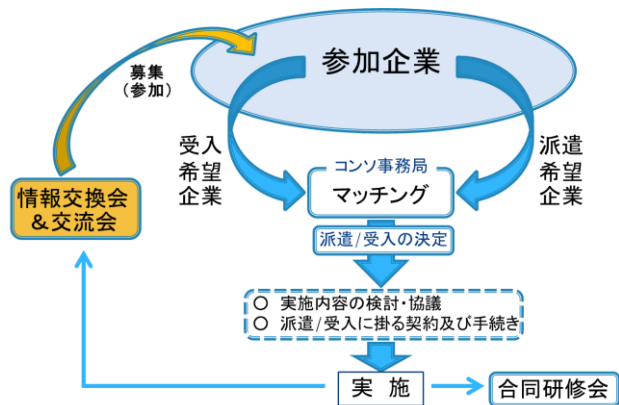 参加企業
募集
(参加)
受入
希望
企業
派遣
希望
企業
コンソ事務局
マッチング
情報交換会
＆交流会
派遣/受入の決定
○ 実施内容の検討・協議
○ 派遣/受入に掛る契約及び手続き
実 施
合同研修会